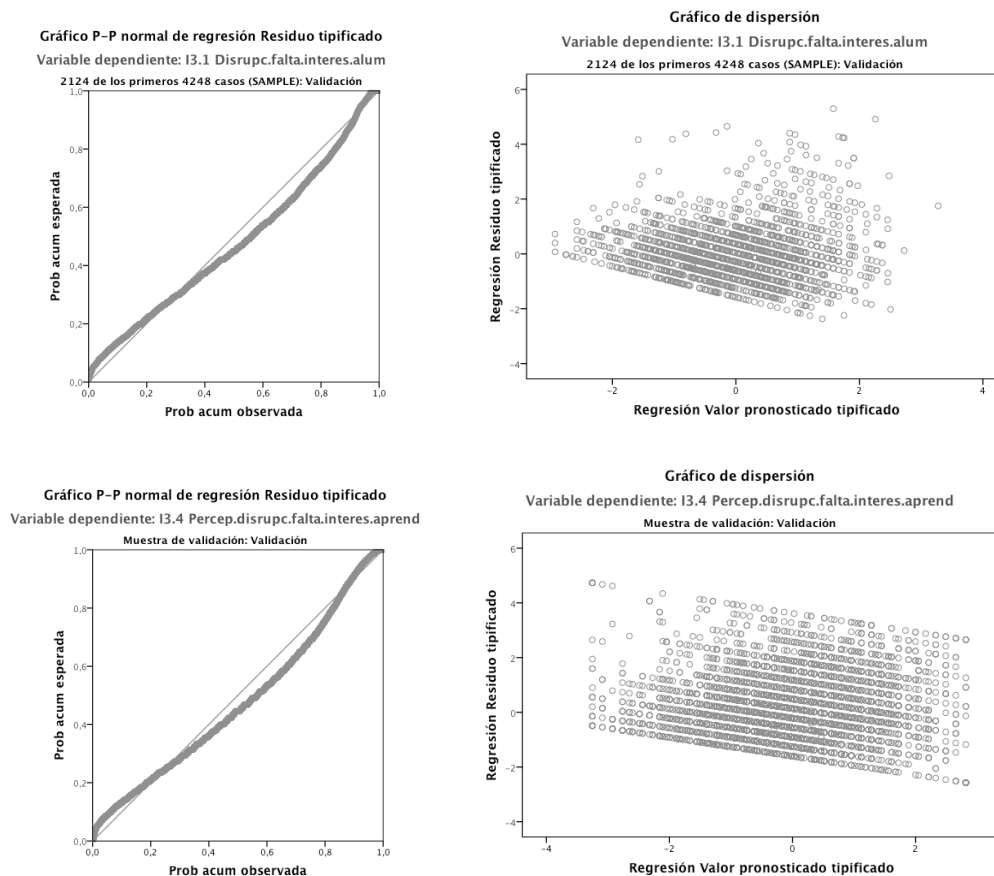 Gráfico P-P normal de regresión Residuo tipificado
Variable dependiente: I3.1 Disrupc.falta.interes.alum
2124 de los primeros 4248 casos (SAMPLE): Validación
1,0
0,8
0,6
0,4
0,2
0,0
Prob acum esperada
0,0 0,2 0,4 0,6 0,8 1,0
Prob acum observada
Gráfico de dispersión
Variable dependiente: I3.1 Disrupc.falta.interes.alum
2124 de los primeros 4248 casos (SAMPLE): Validación
6
4
2
0
-2
-4
Regresión Residuo tipificado
-2 0 2 4
Regresión Valor pronosticado tipificado
Gráfico P-P normal de regresión Residuo tipificado
Variable dependiente: I3.4 Percep.disrupc.falta.interes.aprend
Muestra de validación: Validación
1,0
0,8
0,6
0,4
0,2
0,0
Prob acum esperada
0,0 0,2 0,4 0,6 0,8 1,0
Prob acum observada
Gráfico de dispersión
Variable dependiente: I3.4 Percep.disrupc.falta.interes.aprend
Muestra de validación: Validación
6
4
2
0
-2
-4
Regresión Residuo tipificado
-4 -2 0 2
Regresión Valor pronosticado tipificado